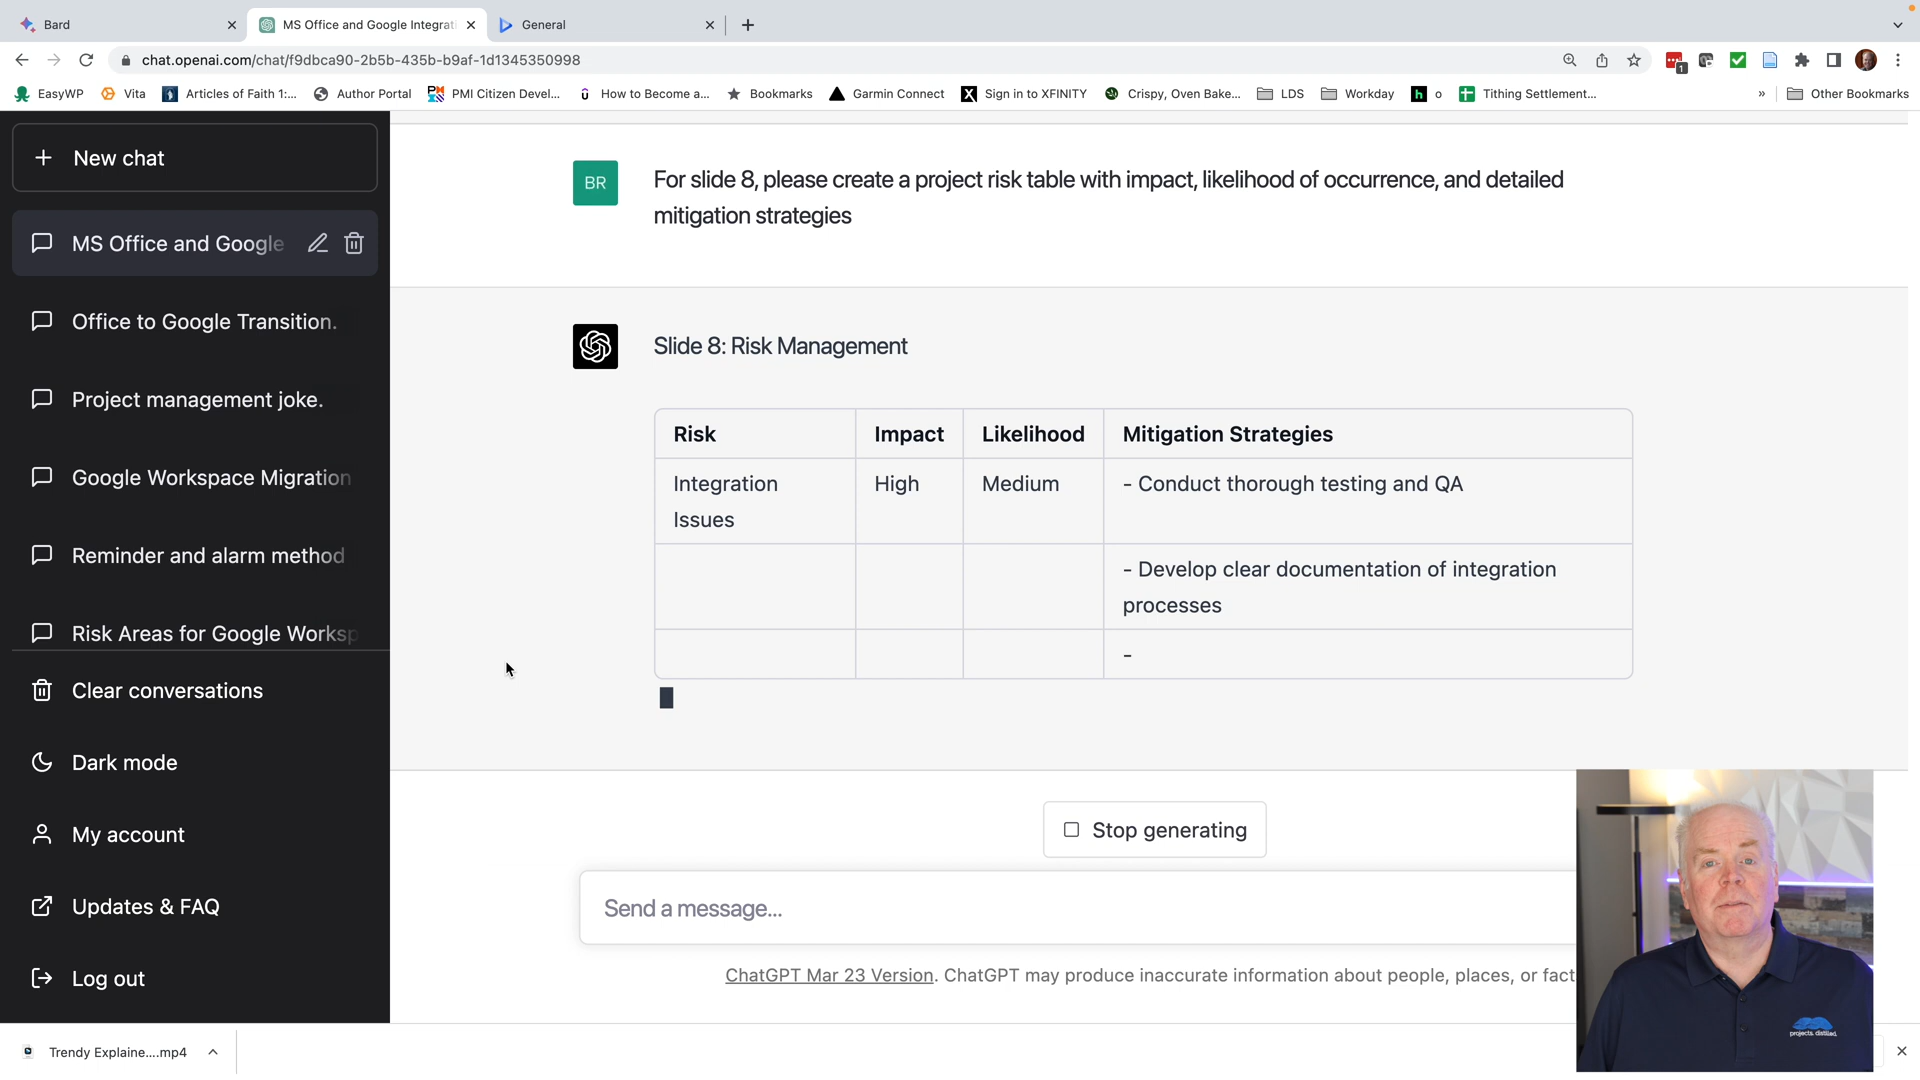 Bard
MS Office and Google Integrati
General
chat.openai.com/chat/f9dbca90-2b5b-435b-b9af-1d1345350998
1
EasyWP
Vita
Articles of Faith 1:...
Author Portal
PMI Citizen Devel...
How to Become a...
Bookmarks
Garmin Connect
X
Sign in to XFINITY
Crispy, Oven Bake...
LDS
Workday
h
o
Tithing Settlement...
»
Other Bookmarks
New chat
MS Office and Google
Office to Google Transition.
Project management joke.
Google Workspace Migration
Reminder and alarm method
Risk Areas for Google Worksp
Clear conversations
Dark mode
My account
Updates & FAQ
Log out
BR
For slide 8, please create a project risk table with impact, likelihood of occurrence, and detailed
mitigation strategies
Slide 8: Risk Management
Risk Impact Likelihood Mitigation Strategies
Integration High Medium - Conduct thorough testing and QA
Issues
- Develop clear documentation of integration
processes
-
Stop generating
Send a message...
ChatGPT Mar 23 Version. ChatGPT may produce inaccurate information about people, places, or fact
projects. distilled.
Trendy Explaine....mp4